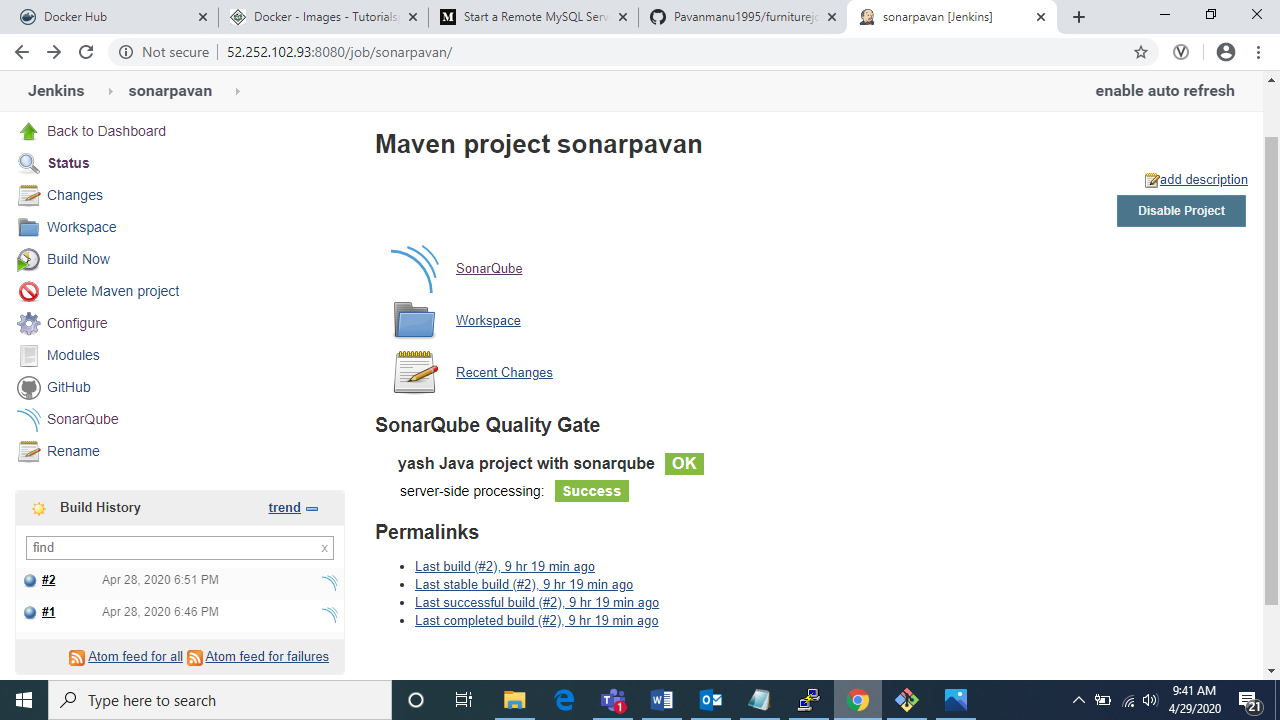 Docker Hub
Docker - Images - Tutorials
Start a Remote MySQL Serv
Pavanmanu1995/furniturejc
sonarpavan [Jenkins]
Not secure
52.252.102.93:8080/job/sonarpavan/
Jenkins
sonarpavan
enable auto refresh
Back to Dashboard
Status
Changes
Workspace
Build Now
Delete Maven project
Configure
Modules
GitHub
SonarQube
Rename
Build History
trend
find
x
#2 Apr 28, 2020 6:51 PM
#1 Apr 28, 2020 6:46 PM
Atom feed for all Atom feed for failures
Maven project sonarpavan
add description
Disable Project
SonarQube
Workspace
Recent Changes
SonarQube Quality Gate
yash Java project with sonarqube OK
server-side processing: Success
Permalinks
Last build (#2), 9 hr 19 min ago
Last stable build (#2), 9 hr 19 min ago
Last successful build (#2), 9 hr 19 min ago
Last completed build (#2), 9 hr 19 min ago
Type here to search
1
9:41 AM
4/29/2020
21